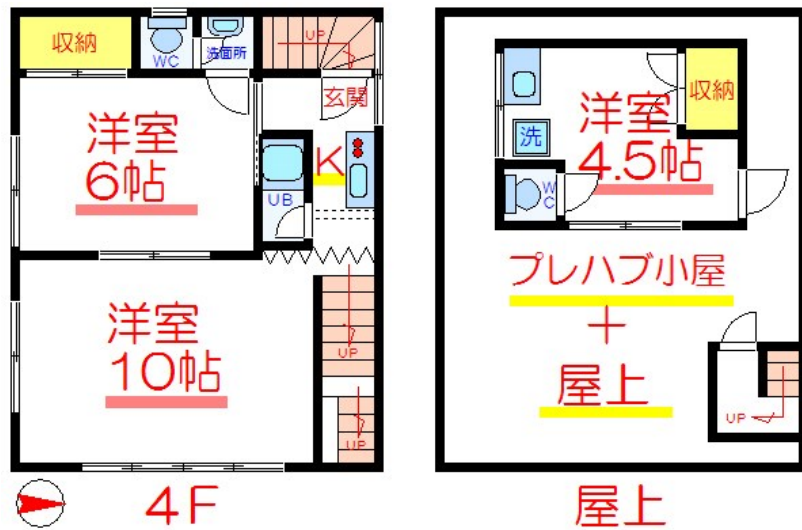 収納
WC
洗面所
UP
玄関
洋室
6帖
K
UB
洋室
10帖
UP
UP
4F
洋室
4.5帖
収納
洗
WC
プレハブ小屋
+
屋上
UP
屋上